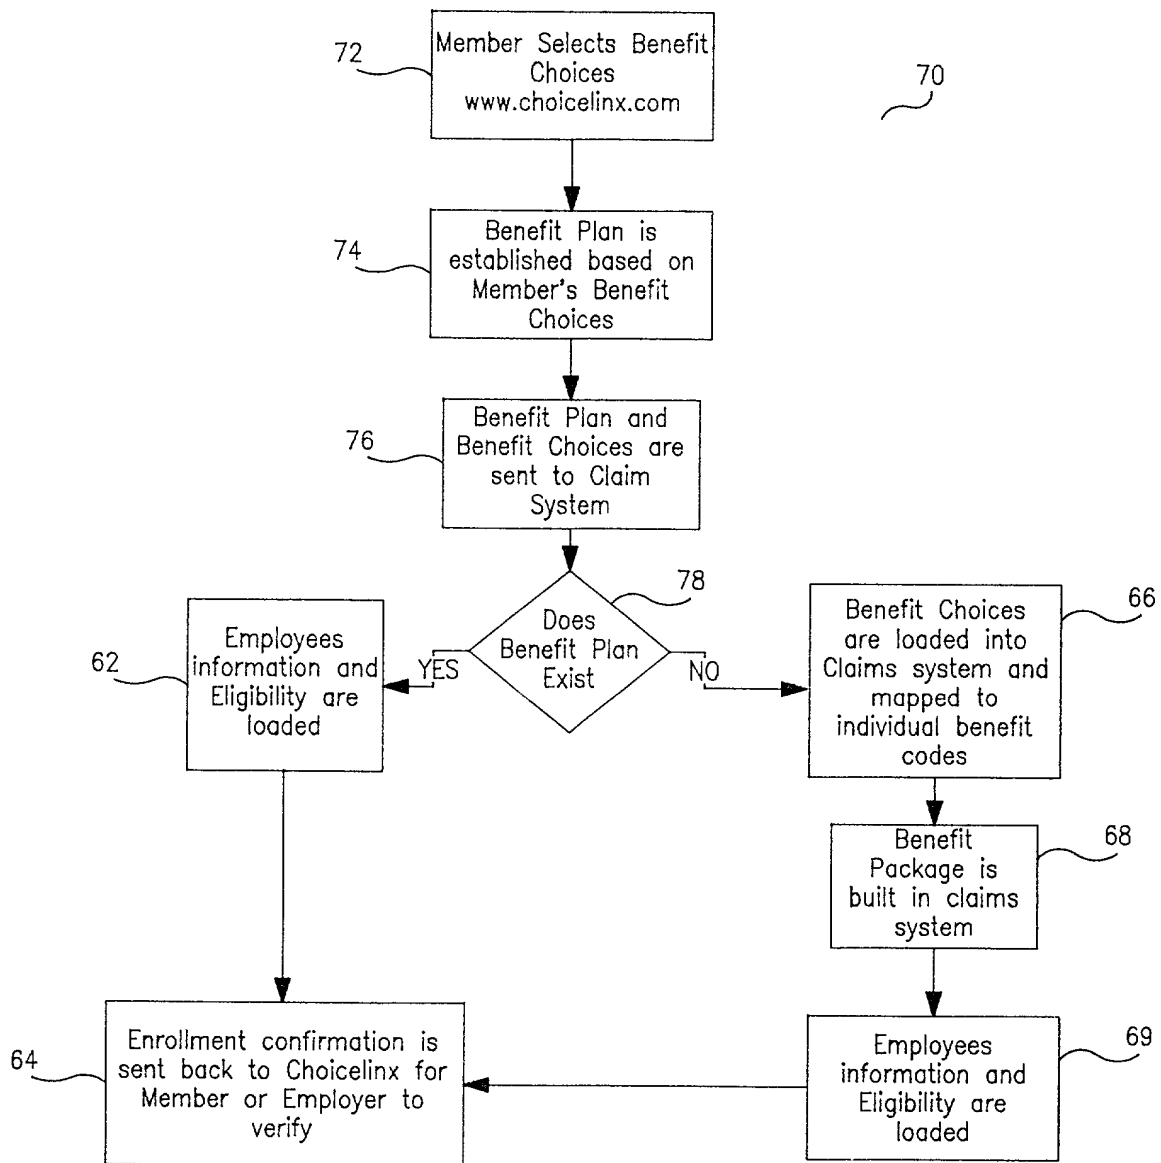 Member Selects Benefit
Choices
www.choicelinx.com
72
70
Benefit Plan is
established based on
Member's Benefit
Choices
74
Benefit Plan and
Benefit Choices are
sent to Claim
System
76
Does
Benefit Plan
Exist
78
YES
NO
Employees
information and
Eligibility are
loaded
62
Benefit Choices
are loaded into
Claims system and
mapped to
individual benefit
codes
66
Benefit
Package is
built in claims
system
68
Enrollment confirmation is
sent back to Choicelinx for
Member or Employer to
verify
64
Employees
information and
Eligibility are
loaded
69